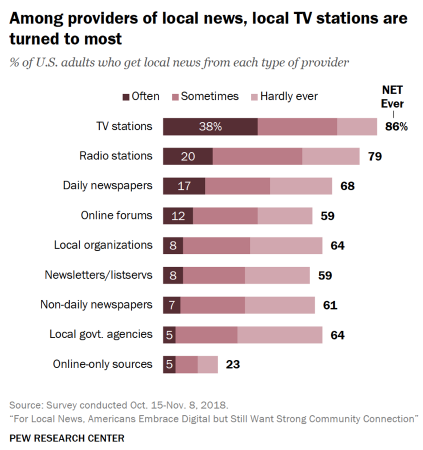 Among providers of local news, local TV stations are
turned to most
% of U.S. adults who get local news from each type of provider
Often Sometimes Hardly ever
NET
Ever
TV stations 38% 86%
Radio stations 20 79
Daily newspapers 17 68
Online forums 12 59
Local organizations 8 64
Newsletters/listservs 8 59
Non-daily newspapers 7 61
Local govt. agencies 5 64
Online-only sources 5 23
Source: Survey conducted Oct. 15-Nov. 8, 2018.
“For Local News, Americans Embrace Digital but Still Want Strong Community Connection”
PEW RESEARCH CENTER